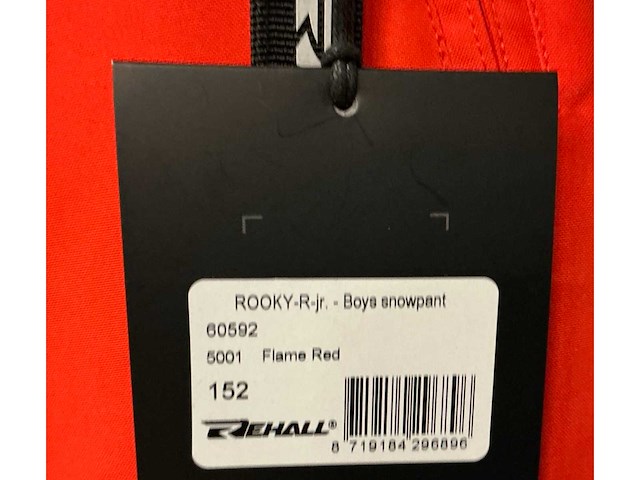 ROOKY-R-jr. - Boys snowpant
60592
5001 Flame Red
152
REHALL®
8 719184 296896